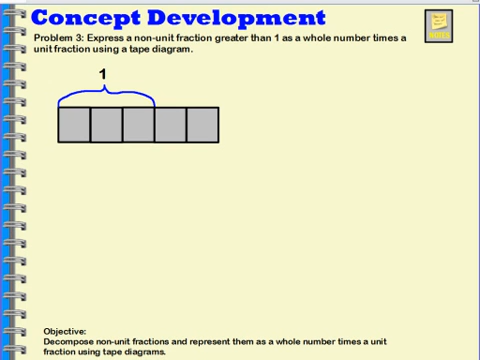 Concept Development
Problem 3: Express a non-unit fraction greater than 1 as a whole number times a
unit fraction using a tape diagram.
1
Objective:
Decompose non-unit fractions and represent them as a whole number times a unit
fraction using tape diagrams.